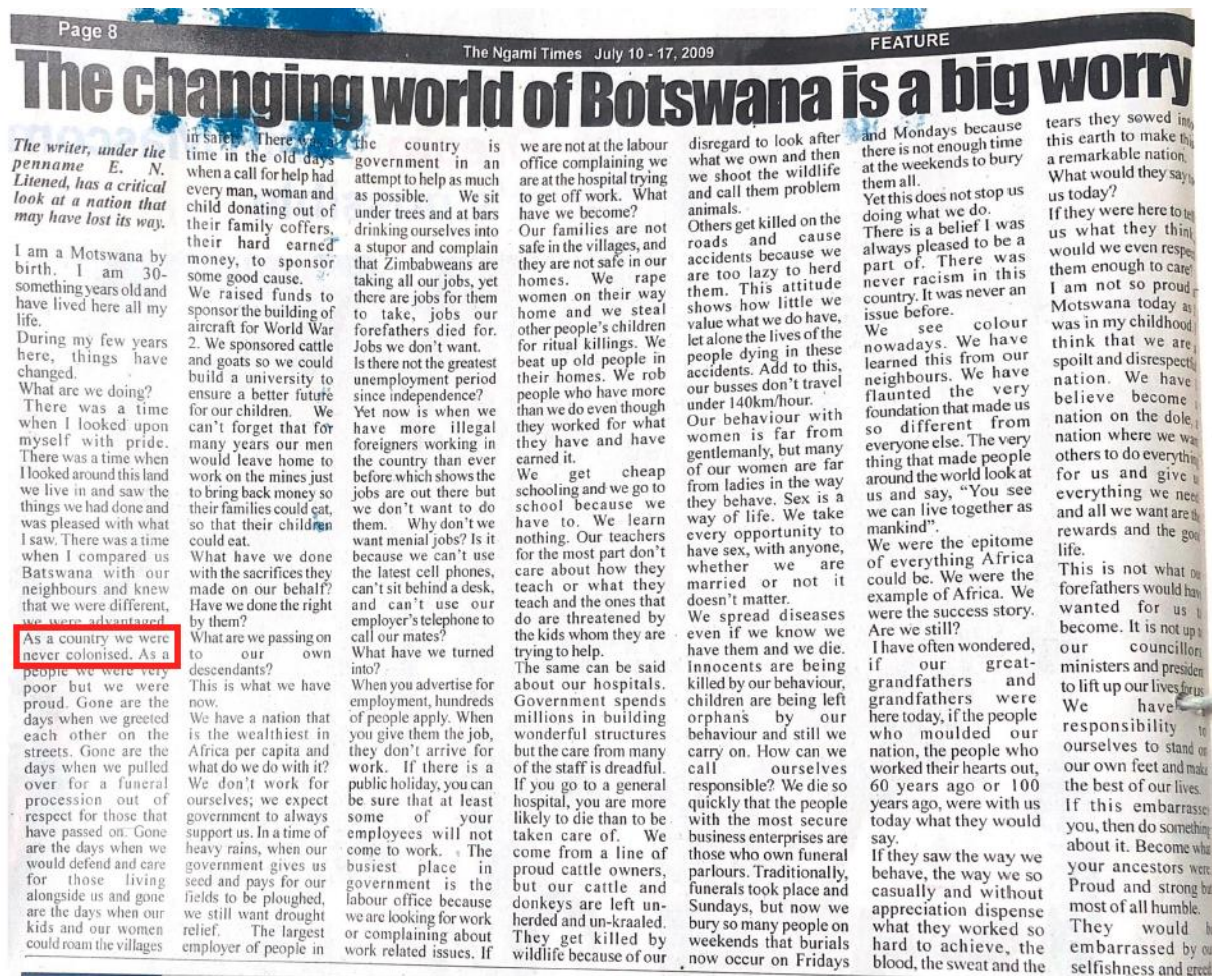 Page 8
The Ngami Times July 10 - 17, 2009
FEATURE
The changing world of Botswana is a big worry
The writer, under the
penname E. N.
Litened, has a critical
look at a nation that
may have lost its way.
I am a Motswana by
birth. I am 30-
something years old and
have lived here all my
life.
During my few years
here, things have
changed.
What are we doing?
There was a time
when I looked upon
myself with pride.
There was a time when
I looked around this land
we live in and saw the
things we had done and
was pleased with what
I saw. There was a time
when I compared us
Batswana with our
neighbours and knew
that we were different,
we were advantaged.
As a country we were
never colonised. As a
people we were very
poor but we were
proud. Gone are the
days when we greeted
each other on the
streets. Gone are the
days when we pulled
over for a funeral
procession out of
respect for those that
have passed on. Gone
are the days when we
would defend and care
for those living
alongside us and gone
are the days when our
kids and our women
could roam the villages
in safety. There was a
time in the old days
when a call for help had
every man, woman and
child donating out of
their family coffers,
their hard earned
money, to sponsor
some good cause.
We raised funds to
sponsor the building of
aircraft for World War
2. We sponsored cattle
and goats so we could
build a university to
ensure a better future
for our children. We
can't forget that for
many years our men
would leave home to
work on the mines just
to bring back money so
their families could eat,
so that their children
could eat.
What have we done
with the sacrifices they
made on our behalf?
Have we done the right
by them?
What are we passing on
to our own
descendants?
This is what we have
now.
We have a nation that
is the wealthiest in
Africa per capita and
what do we do with it?
We don't work for
ourselves; we expect
government to always
support us. In a time of
heavy rains, when our
government gives us
seed and pays for our
fields to be ploughed,
we still want drought
relief. The largest
employer of people in
the country is
government in an
attempt to help as much
as possible. We sit
under trees and at bars
drinking ourselves into
a stupor and complain
that Zimbabweans are
taking all our jobs, yet
there are jobs for them
to take, jobs our
forefathers died for.
Jobs we don't want.
Is there not the greatest
unemployment period
since independence?
Yet now is when we
have more illegal
foreigners working in
the country than ever
before which shows the
jobs are out there but
we don't want to do
them. Why don't we
want menial jobs? Is it
because we can't use
the latest cell phones,
can't sit behind a desk,
and can't use our
employer's telephone to
call our mates?
What have we turned
into?
When you advertise for
employment, hundreds
of people apply. When
you give them the job,
they don't arrive for
work. If there is a
public holiday, you can
be sure that at least
some of your
employees will not
come to work. The
busiest place in
government is the
labour office because
we are looking for work
or complaining about
work related issues. If
we are not at the labour
office complaining we
are at the hospital trying
to get off work. What
have we become?
Our families are not
safe in the villages, and
they are not safe in our
homes. We rape
women on their way
home and we steal
other people's children
for ritual killings. We
beat up old people in
their homes. We rob
people who have more
than we do even though
they worked for what
they have and have
earned it.
We get cheap
schooling and we go to
school because we
have to. We learn
nothing. Our teachers
for the most part don't
care about how they
teach or what they
teach and the ones that
do are threatened by
the kids whom they are
trying to help.
The same can be said
about our hospitals.
Government spends
millions in building
wonderful structures
but the care from many
of the staff is dreadful.
If you go to a general
hospital, you are more
likely to die than to be
taken care of. We
come from a line of
proud cattle owners,
but our cattle and
donkeys are left un-
herded and un-kraaled.
They get killed by
wildlife because of our
disregard to look after
what we own and then
we shoot the wildlife
and call them problem
animals.
Others get killed on the
roads and cause
accidents because we
are too lazy to herd
them. This attitude
shows how little we
value what we do have,
let alone the lives of the
people dying in these
accidents. Add to this,
our busses don't travel
under 140km/hour.
Our behaviour with
women is far from
gentlemanly, but many
of our women are far
from ladies in the way
they behave. Sex is a
way of life. We take
every opportunity to
have sex, with anyone,
whether we are
married or not it
doesn't matter.
We spread diseases
even if we know we
have them and we die.
Innocents are being
killed by our behaviour,
children are being left
orphans by our
behaviour and still we
carry on. How can we
call ourselves
responsible? We die so
quickly that the people
with the most secure
business enterprises are
those who own funeral
parlours. Traditionally,
funerals took place and
Sundays, but now we
bury so many people on
weekends that burials
now occur on Fridays
and Mondays because
there is not enough time
at the weekends to bury
them all.
Yet this does not stop us
doing what we do.
There is a belief I was
always pleased to be a
part of. There was
never racism in this
country. It was never an
issue before.
We see colour
nowadays. We have
learned this from our
neighbours. We have
flaunted the very
foundation that made us
so different from
everyone else. The very
thing that made people
around the world look at
us and say, "You see
we can live together as
mankind".
We were the epitome
of everything Africa
could be. We were the
example of Africa. We
were the success story.
Are we still?
I have often wondered,
if our great-
grandfathers and
grandfathers were
here today, if the people
who moulded our
nation, the people who
worked their hearts out,
60 years ago or 100
years ago, were with us
today what they would
say.
If they saw the way we
behave, the way we so
casually and without
appreciation dispense
what they worked so
hard to achieve, the
blood, the sweat and the
tears they sowed into
this earth to make this
a remarkable nation.
What would they say to
us today?
If they were here to tell
us what they think
would we even respect
them enough to care?
I am not so proud
Motswana today as
was in my childhood
think that we are
spoilt and disrespectful
nation. We have
believe become
nation on the dole,
nation where we want
others to do everything
for us and give
everything we need
and all we want are the
rewards and the good
life.
This is not what our
forefathers would have
wanted for us
become. It is not up
our councillors
ministers and president
to lift up our lives for us
We have
responsibility to
ourselves to stand on
our own feet and make
the best of our lives.
If this embarrasses
you, then do something
about it. Become what
your ancestors were.
Proud and strong but
most of all humble.
They would
embarrassed by our
selfishness and greed